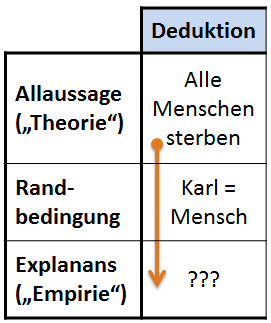 Deduktion
Allaussage
(„Theorie“)
Alle
Menschen
sterben
Rand-
bedingung
Karl =
Mensch
Explanans
(„Empirie“)
???